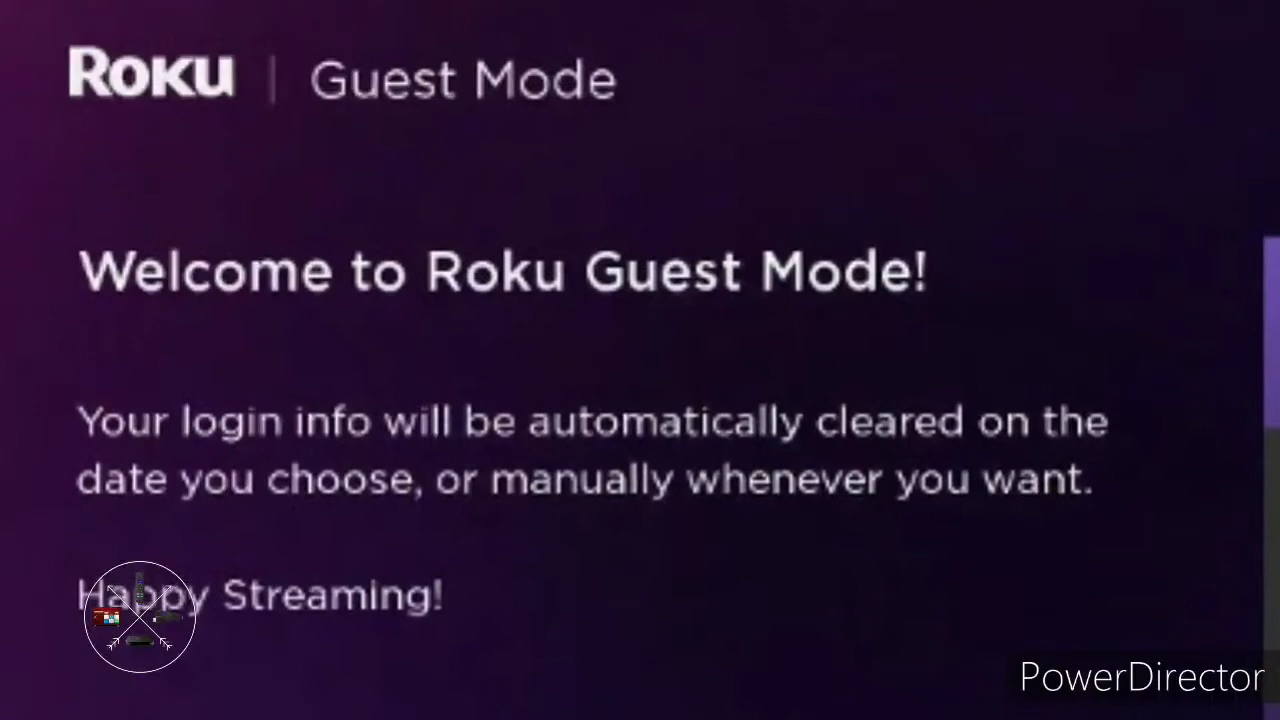 Roku | Guest Mode
Welcome to Roku Guest Mode!
Your login info will be automatically cleared on the
date you choose, or manually whenever you want.
Happy Streaming!
PowerDirector